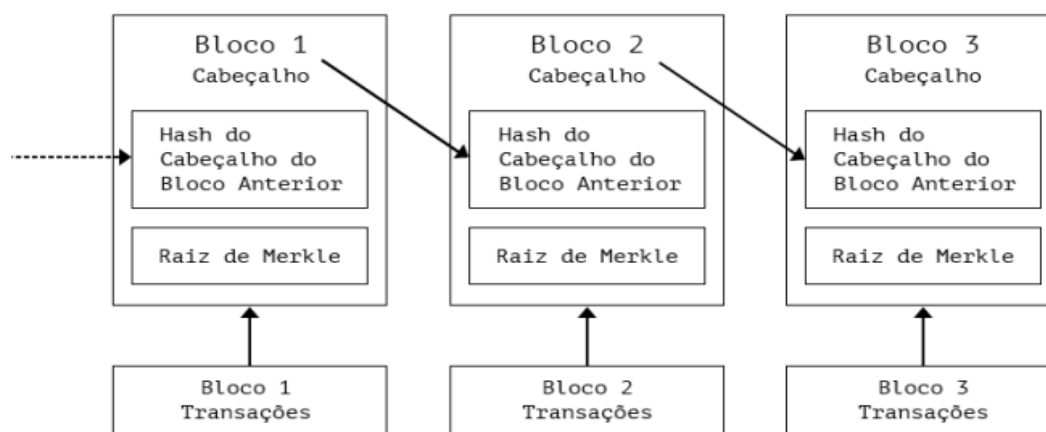 Bloco 1
Cabeçalho
Hash do
Cabeçalho do
Bloco Anterior
Raiz de Merkle
Bloco 1
Transações
Bloco 2
Cabeçalho
Hash do
Cabeçalho do
Bloco Anterior
Raiz de Merkle
Bloco 2
Transações
Bloco 3
Cabeçalho
Hash do
Cabeçalho do
Bloco Anterior
Raiz de Merkle
Bloco 3
Transações